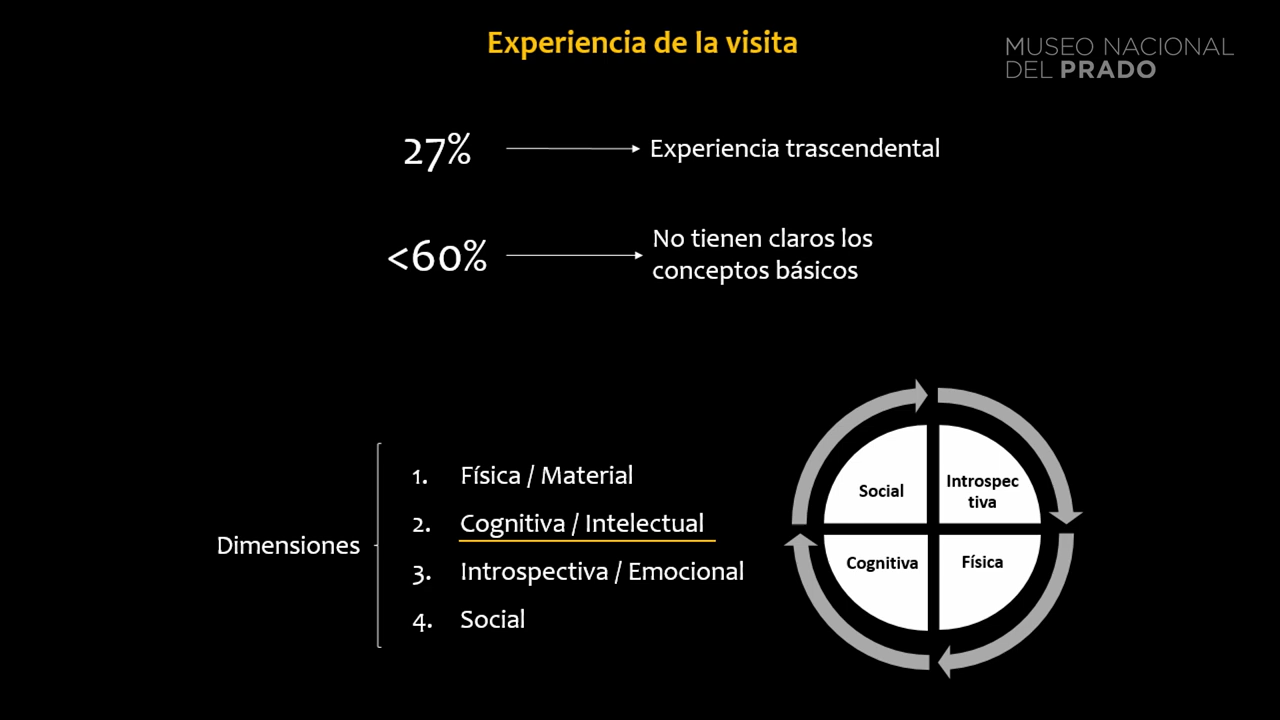 Experiencia de la visita
MUSEO NACIONAL
DEL PRADO
27%
Experiencia trascendental
<60%
No tienen claros los
conceptos básicos
Dimensiones
1. Física / Material
2. Cognitiva / Intelectual
3. Introspectiva / Emocional
4. Social
Social
Introspec
tiva
Cognitiva
Física